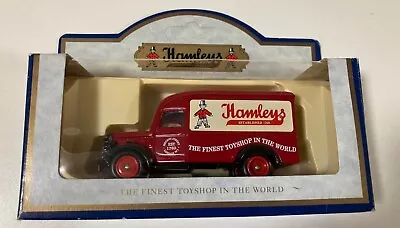 Hamleys
Hamleys
ESTABLISHED 1760
THE FINEST TOYSHOP IN THE WORLD
EST
1760
THE FINEST TOYSHOP IN THE WORLD